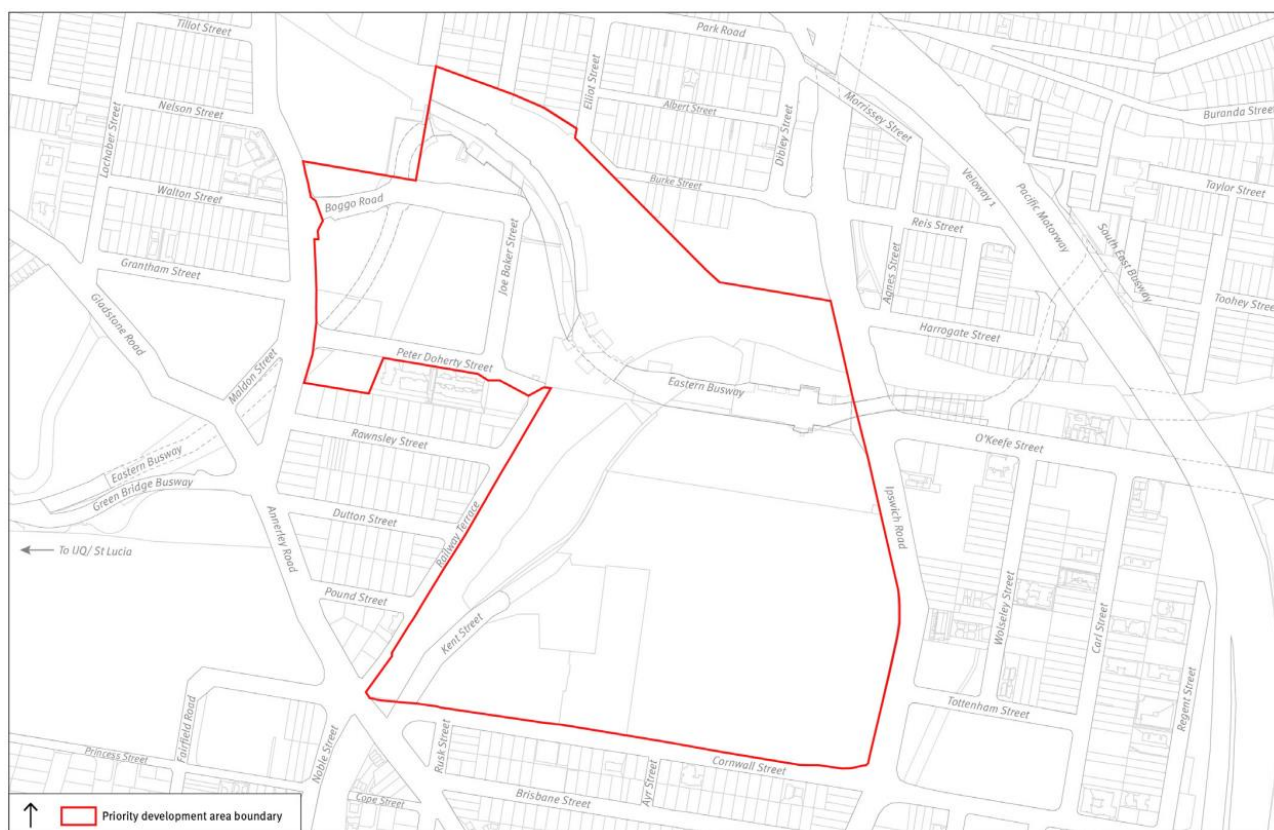 Tillot Street
Park Road
Elliot Street
Lochaber Street
Nelson Street
Albert Street
Dibley Street
Morrissey Street
Buranda Street
Walton Street
Burke Street
Veloway 1
Pacific Motorway
Taylor Street
Boggo Road
Reis Street
South East Busway
Grantham Street
Joe Baker Street
Agnes Street
Toohey Street
Gladstone Road
Harrogate Street
Maldon Street
Peter Doherty Street
Eastern Busway
Rawnsley Street
O'Keefe Street
Eastern Busway
Green Bridge Busway
Dutton Street
Annerley Road
Railway Terrace
Ipswich Road
To UQ/ St Lucia
Pound Street
Kent Street
Wolseley Street
Carl Street
Regent Street
Fairfield Road
Tottenham Street
Noble Street
Rusk Street
Princess Street
Cornwall Street
Ayr Street
Cope Street
Brisbane Street
Priority development area boundary